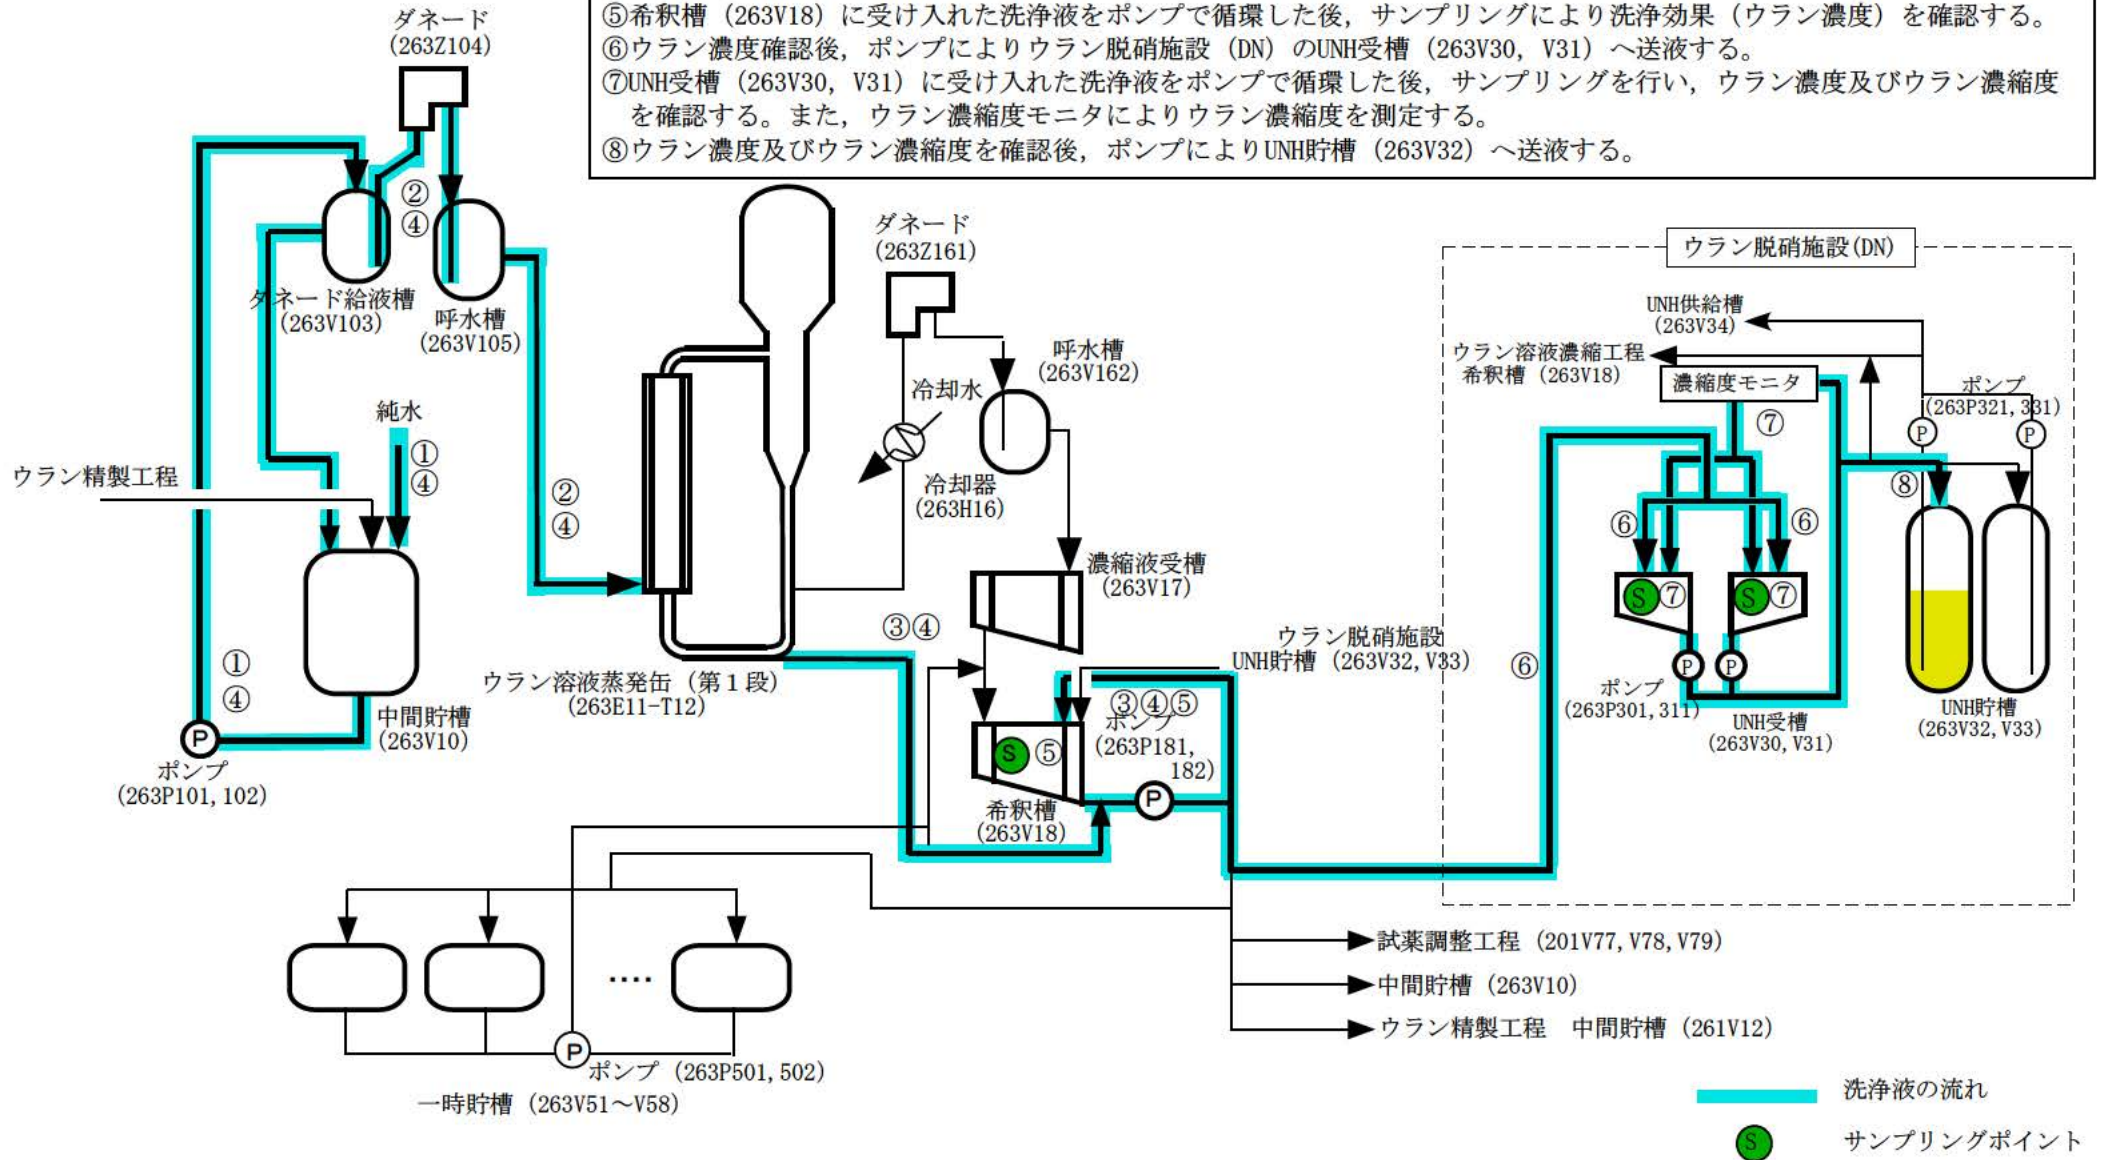 ⑤希釈槽（263V18）に受け入れた洗浄液をポンプで循環した後，サンプリングにより洗浄効果（ウラン濃度）を確認する。
⑥ウラン濃度確認後，ポンプによりウラン脱硝施設（DN）のUNH受槽（263V30, V31）へ送液する。
⑦UNH受槽（263V30, V31）に受け入れた洗浄液をポンプで循環した後，サンプリングを行い，ウラン濃度及びウラン濃縮度
を確認する。また，ウラン濃縮度モニタによりウラン濃縮度を測定する。
⑧ウラン濃度及びウラン濃縮度を確認後，ポンプによりUNH貯槽（263V32）へ送液する。
ダネード
(263Z104)
②
④
ダネード給液槽
(263V103)
呼水槽
(263V105)
純水
①
④
ウラン精製工程
①
④
中間貯槽
(263V10)
P
ポンプ
(263P101, 102)
②
④
ウラン溶液蒸発缶（第１段）
(263E11-T12)
ダネード
(263Z161)
呼水槽
(263V162)
冷却水
冷却器
(263H16)
濃縮液受槽
(263V17)
③④
ウラン脱硝施設
UNH貯槽（263V32, V33)
③④⑤
ポンプ
(263P181,
182)
S
⑤
P
希釈槽
(263V18)
ウラン脱硝施設(DN)
UNH供給槽
(263V34)
ウラン溶液濃縮工程
希釈槽（263V18)
濃縮度モニタ
ポンプ
(263P321, 331)
P
P
⑦
⑧
⑥
⑥
S
⑦
S
⑦
⑥
P
P
ポンプ
(263P301, 311)
UNH受槽
(263V30, V31)
UNH貯槽
(263V32, V33)
試薬調整工程（201V77, V78, V79)
中間貯槽（263V10)
ウラン精製工程　中間貯槽（261V12)
‥‥
P
ポンプ（263P501, 502)
一時貯槽（263V51～V58)
洗浄液の流れ
S
サンプリングポイント